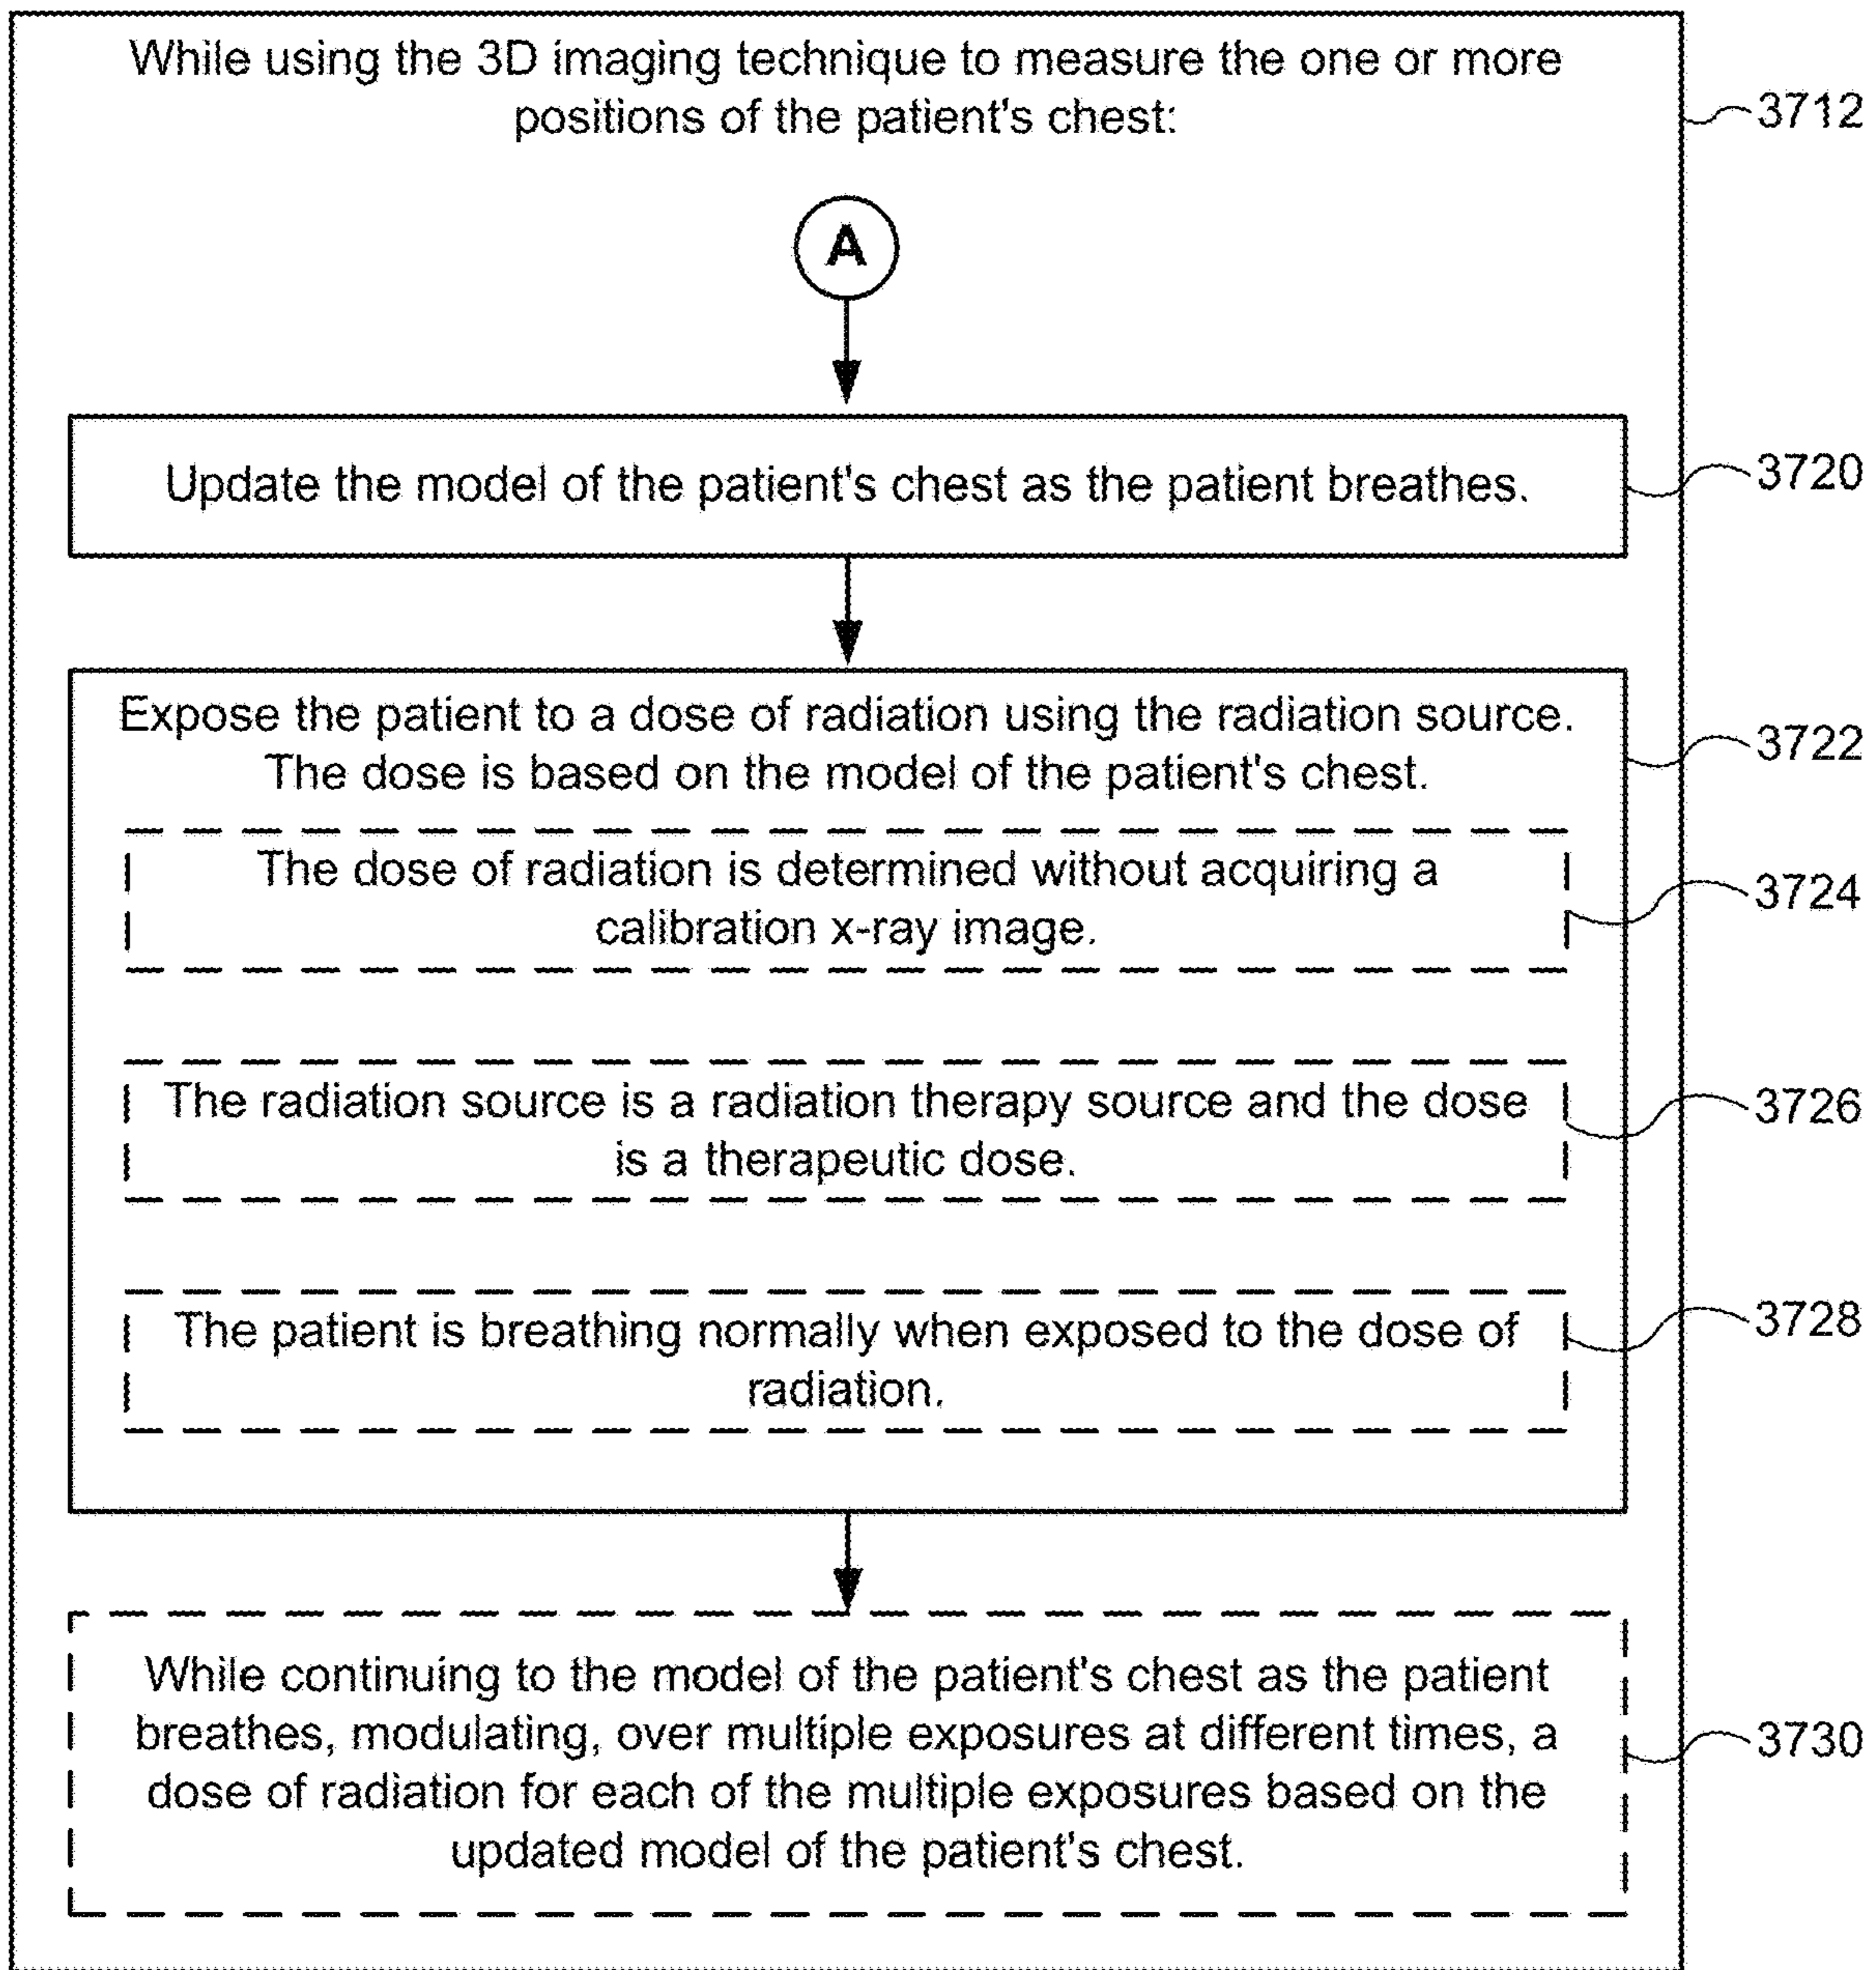 While using the 3D imaging technique to measure the one or more
positions of the patient's chest:
3712
A
Update the model of the patient's chest as the patient breathes.
3720
Expose the patient to a dose of radiation using the radiation source.
The dose is based on the model of the patient's chest.
3722
The dose of radiation is determined without acquiring a
calibration x-ray image.
3724
The radiation source is a radiation therapy source and the dose
is a therapeutic dose.
3726
The patient is breathing normally when exposed to the dose of
radiation.
3728
While continuing to the model of the patient's chest as the patient
breathes, modulating, over multiple exposures at different times, a
dose of radiation for each of the multiple exposures based on the
updated model of the patient's chest.
3730